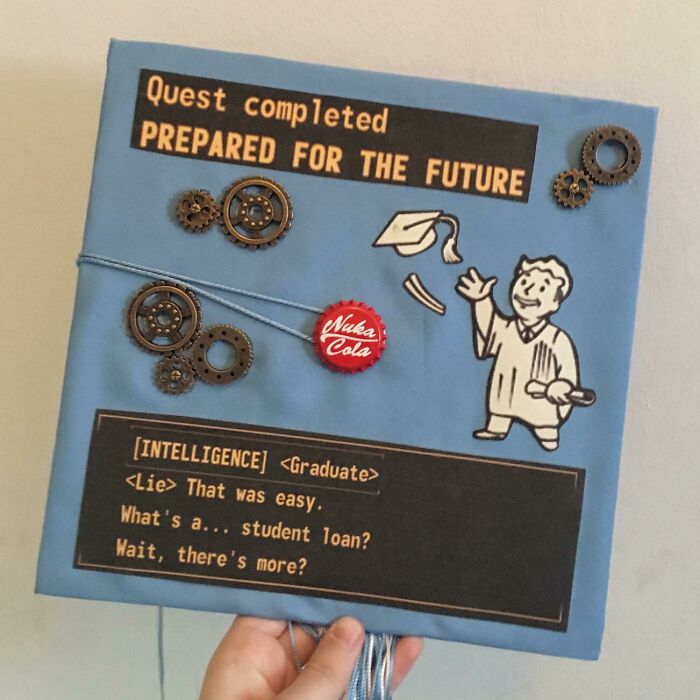 Quest completed
PREPARED FOR THE FUTURE
Nuka
Cola
[INTELLIGENCE] <Graduate>
<Lie> That was easy.
What's a... student loan?
Wait, there's more?